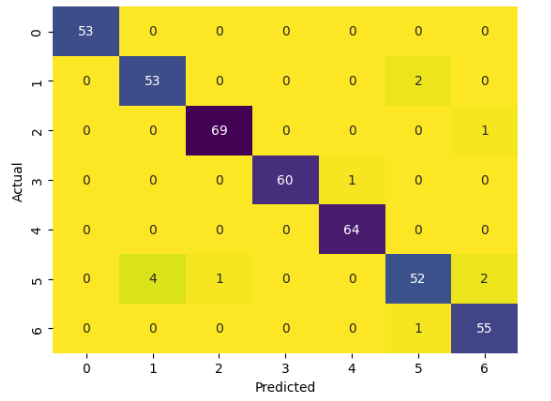 0 53 0 0 0 0 0 0
1 0 53 0 0 0 2 0
2 0 0 69 0 0 0 1
Actual
3 0 0 0 60 1 0 0
4 0 0 0 0 64 0 0
5 0 4 1 0 0 52 2
6 0 0 0 0 0 1 55
0 1 2 3 4 5 6
Predicted